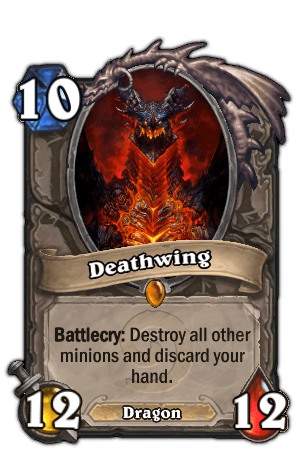 10
Deathwing
Battlecry: Destroy all other
minions and discard your
hand.
12
Dragon
12